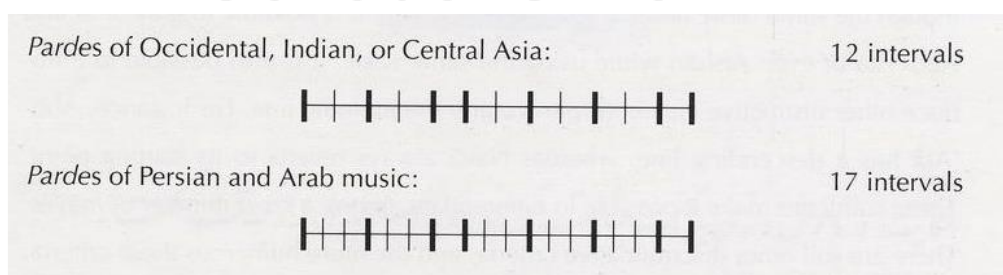 Pardes of Occidental, Indian, or Central Asia: 12 intervals
Pardes of Persian and Arab music: 17 intervals